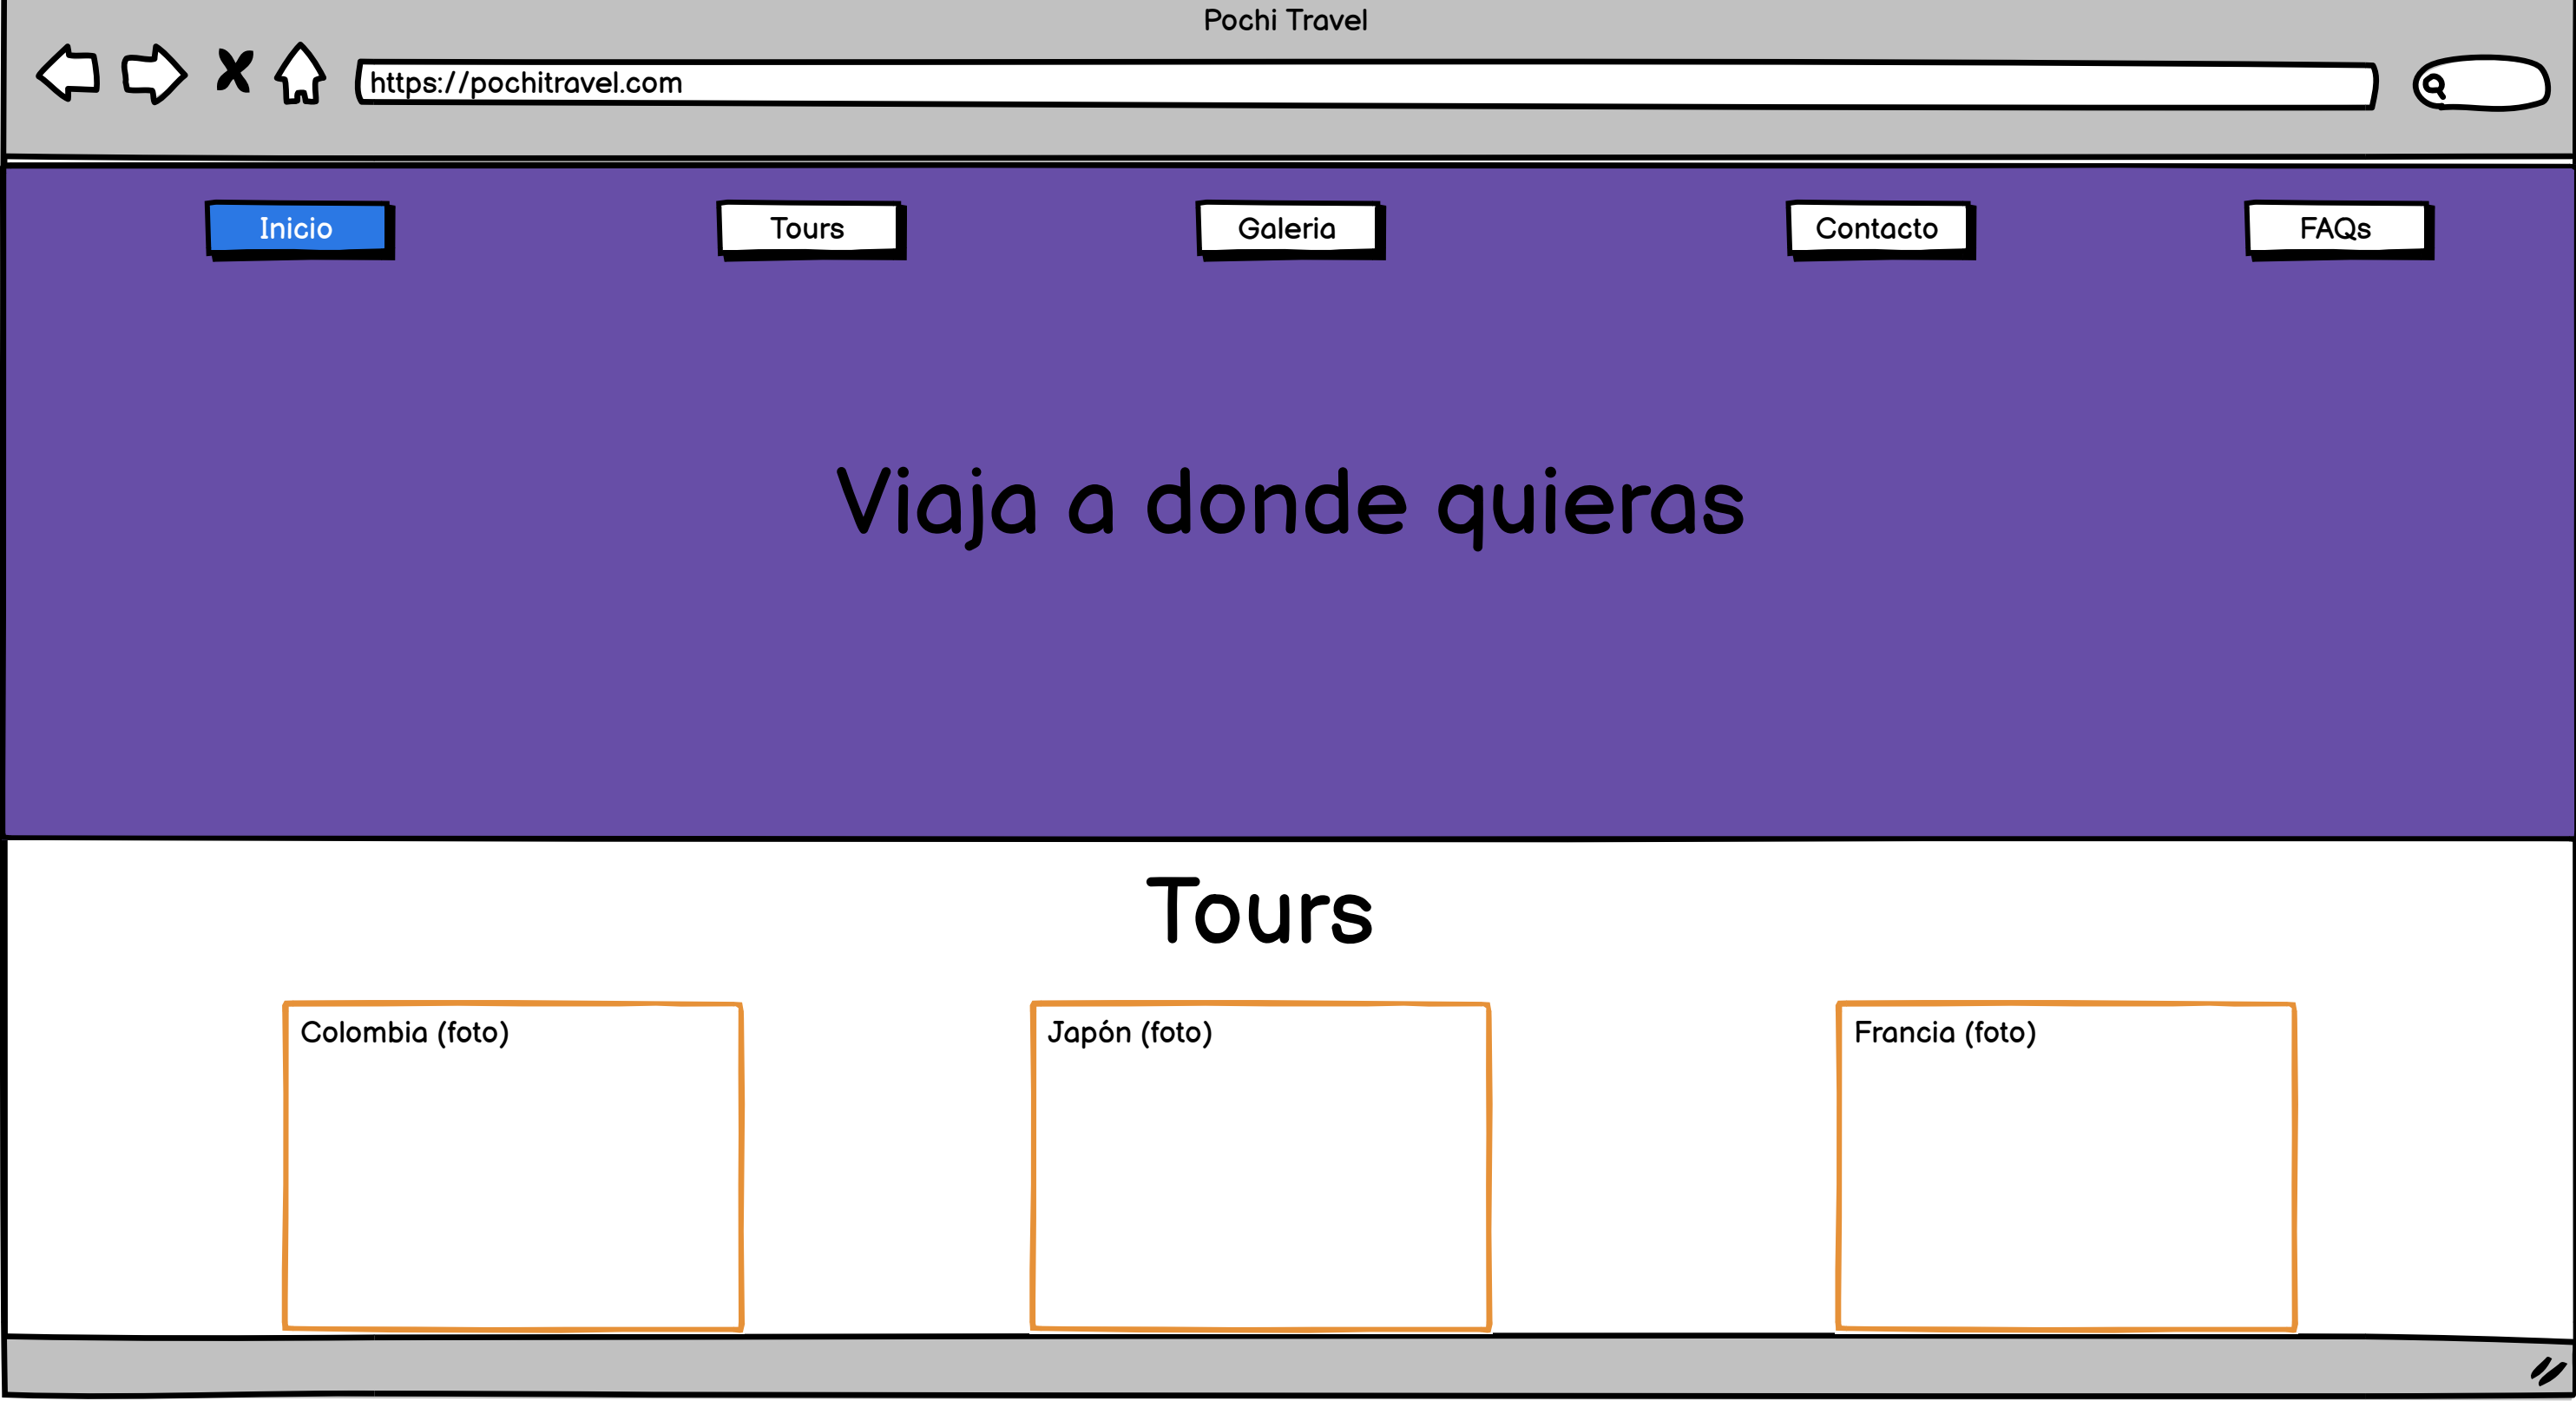 Pochi Travel
https://pochitravel.com
Inicio Tours Galeria Contacto FAQs
Viaja a donde quieras
Tours
Colombia (foto) Japón (foto) Francia (foto)